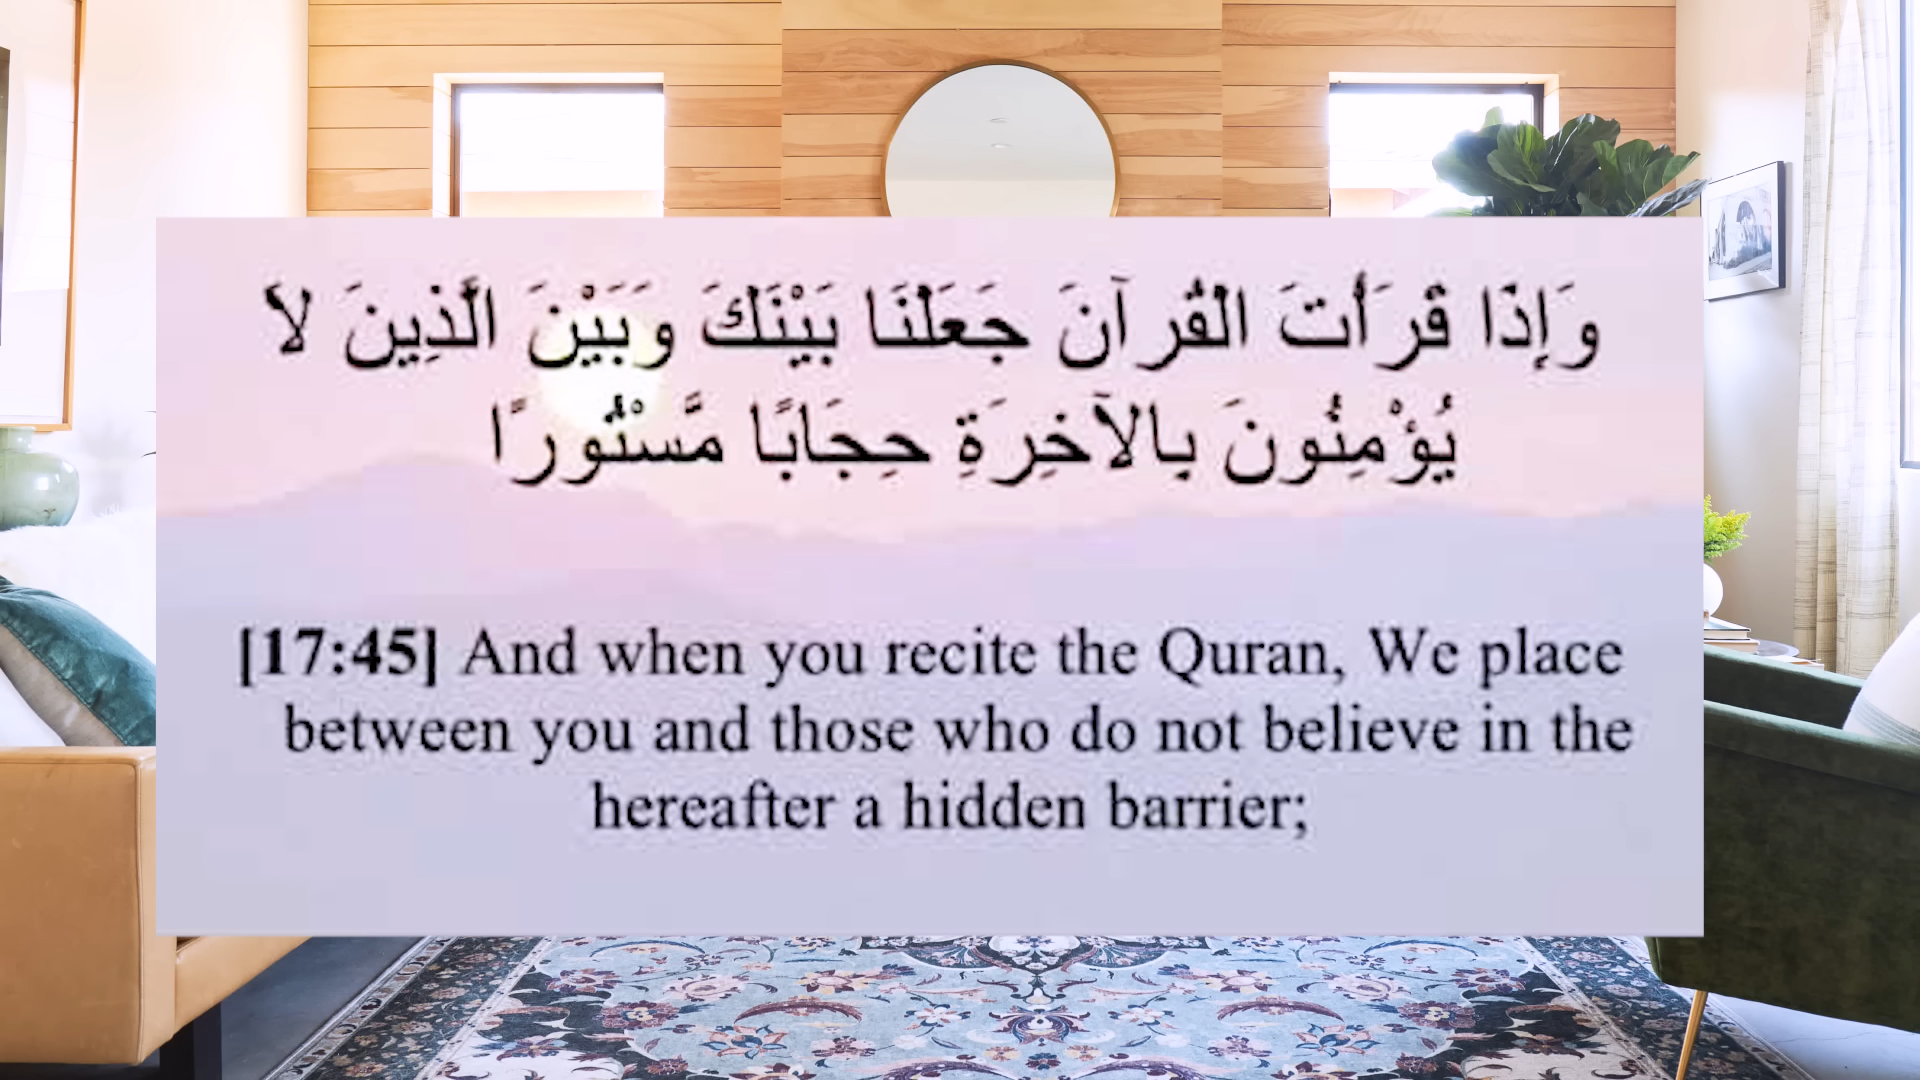 وَإِذَا قَرَأْتَ الْقُرآنَ جَعَلْنَا بَيْنَكَ وَبَيْنَ الَّذِينَ لاَ
يُؤْمِنُونَ بِالآخِرَةِ حِجَابًا مَّسْتُورًا
[17:45] And when you recite the Quran, We place
between you and those who do not believe in the
hereafter a hidden barrier;